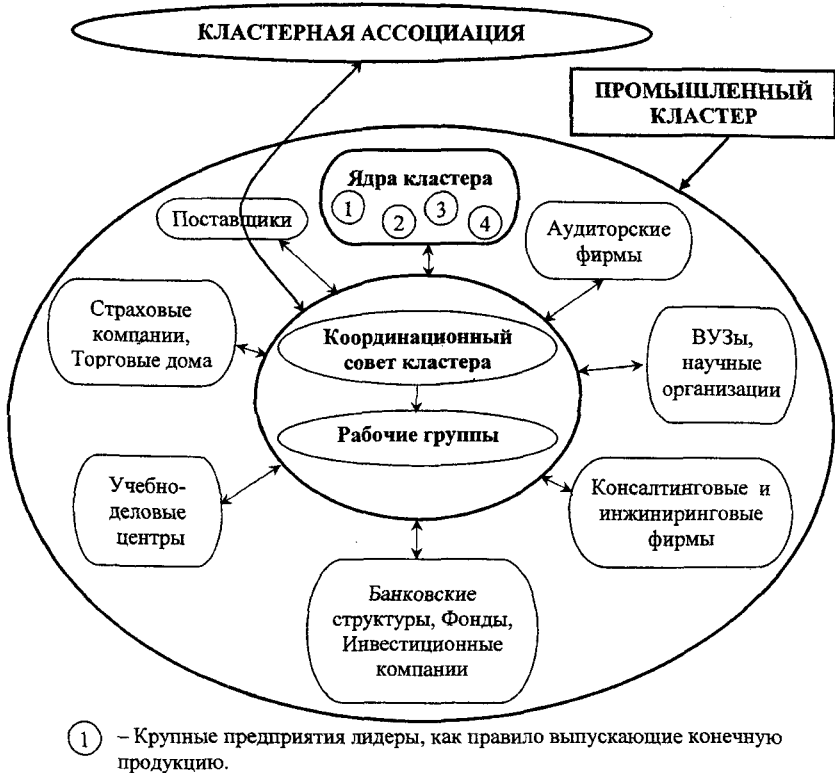 КЛАСТЕРНАЯ АССОЦИАЦИЯ
ПРОМЫШЛЕННЫЙ
КЛАСТЕР
Ядра кластера
1
2
3
4
Поставщики
Аудиторские
фирмы
Страховые
компании,
Торговые дома
Координационный
совет кластера
ВУЗы,
научные
организации
Рабочие группы
Учебно-
деловые
центры
Консалтинговые и
инжиниринговые
фирмы
Банковские
структуры, Фонды,
Инвестиционные
компании
1 – Крупные предприятия лидеры, как правило выпускающие конечную
продукцию.